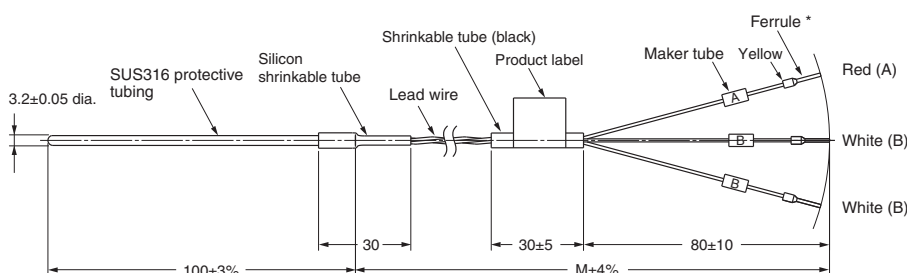 Ferrule *
Shrinkable tube (black)
Maker tube
Yellow
Silicon
shrinkable tube
Product label
Red (A)
SUS316 protective
tubing
Lead wire
3.2±0.05 dia.
A
B
White (B)
B
White (B)
30
30±5
80±10
100±3%
M±4%